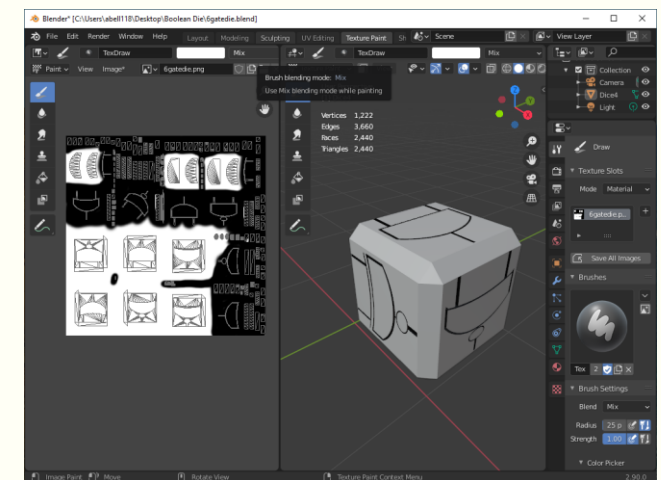 Blender* [C:\Users\abell118\Desktop\Boolean Die\6gatedie.blend]
File Edit Render Window Help Layout Modeling Sculpting UV Editing Texture Paint Sh Scene View Layer
TexDraw Mix TexDraw Mix
Paint View Image* 6gatedie.png
Brush blending mode: Mix
Use Mix blending mode while painting
Vertices 1,222
Edges 3,660
Faces 2,440
Triangles 2,440
Collection
Camera
Dicell
Light
Draw
Texture Slots
Mode Material
6gatedie.p..
Save All Images
Brushes
Tex 2
Brush Settings
Blend Mix
Radius 25 p
Strength 1.00
Color Picker
Image Paint Move Rotate View Texture Paint Context Menu 2.90.0